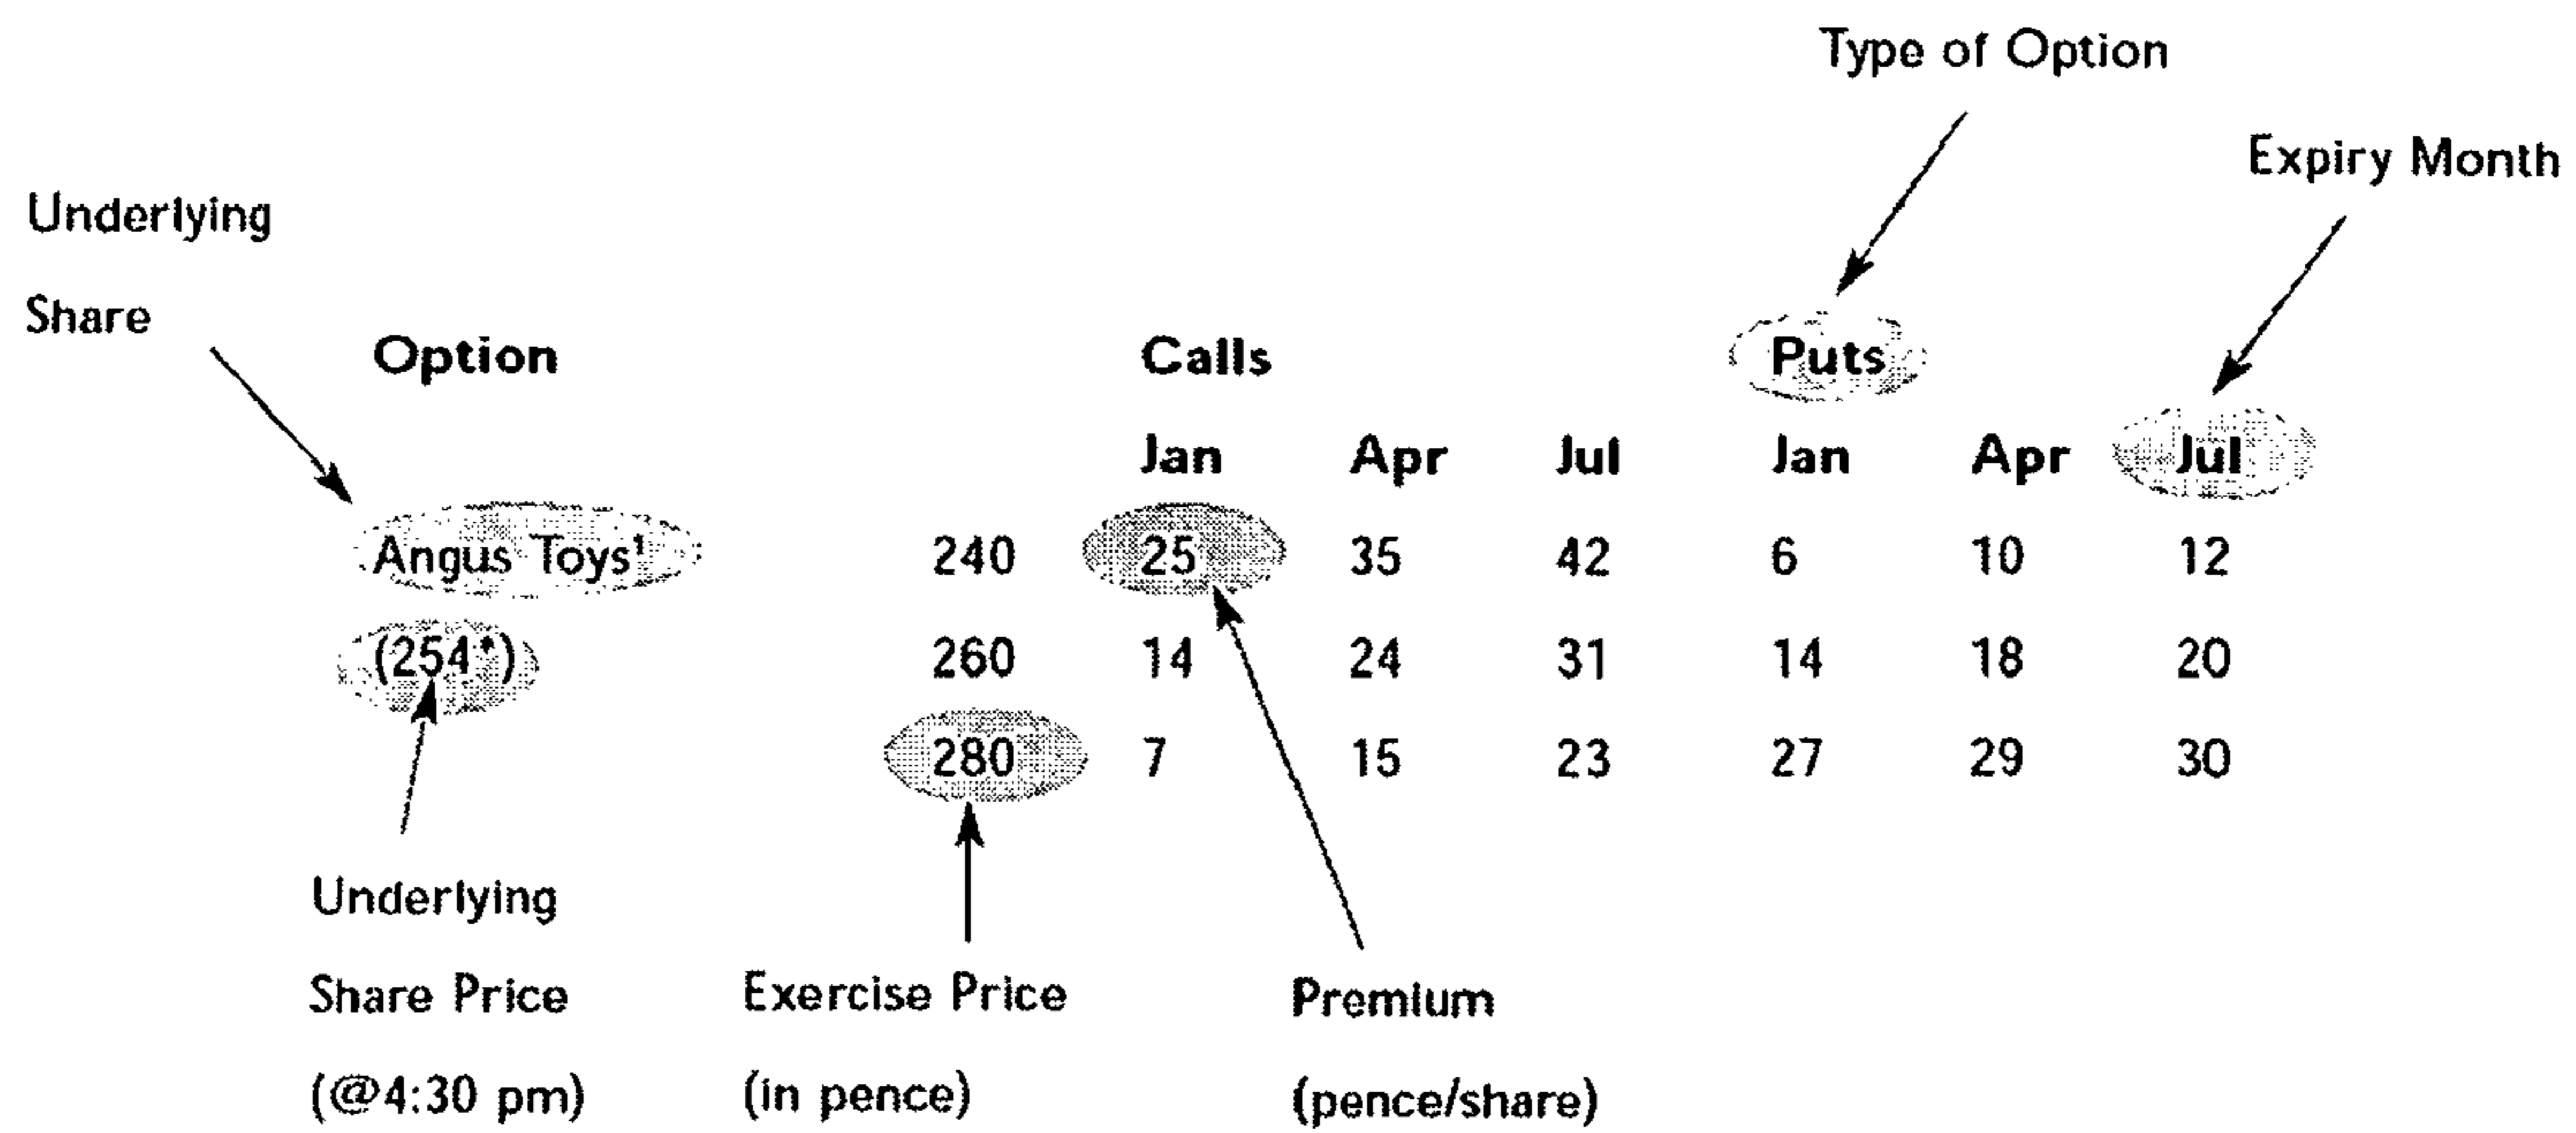 Type of Option
Expiry Month
Underlying
Share
Option Calls Puts
Jan Apr Jul Jan Apr Jul
Angus Toys¹ 240 25 35 42 6 10 12
(254*) 260 14 24 31 14 18 20
280 7 15 23 27 29 30
Underlying
Share Price Exercise Price Premium
(@4:30 pm) (in pence) (pence/share)